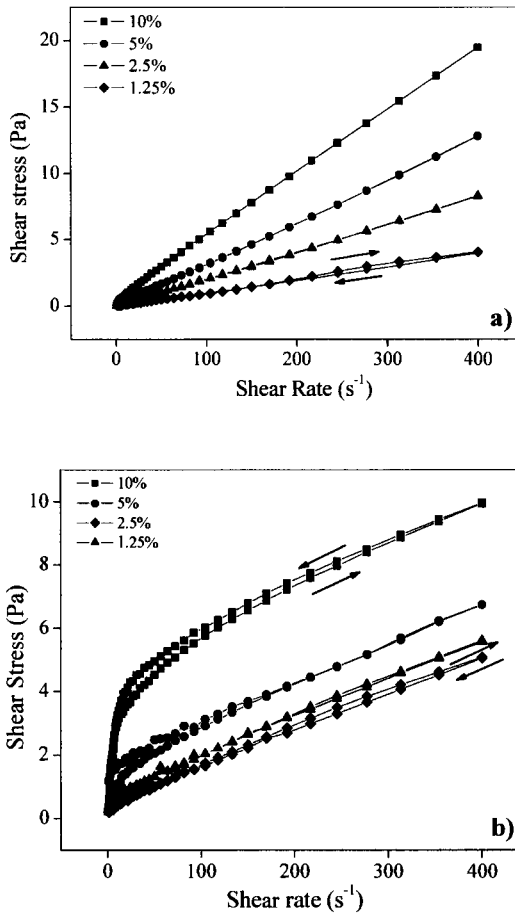 10%
5%
2.5%
1.25%
20
15
10
5
0
Shear stress (Pa)
0 100 200 300 400
Shear Rate (s⁻¹)
a)
10%
5%
2.5%
1.25%
10
8
6
4
2
0
Shear Stress (Pa)
0 100 200 300 400
Shear rate (s⁻¹)
b)